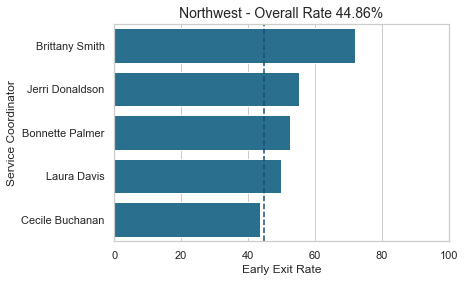 Northwest - Overall Rate 44.86%
Service Coordinator
Brittany Smith
Jerri Donaldson
Bonnette Palmer
Laura Davis
Cecile Buchanan
0 20 40 60 80 100
Early Exit Rate